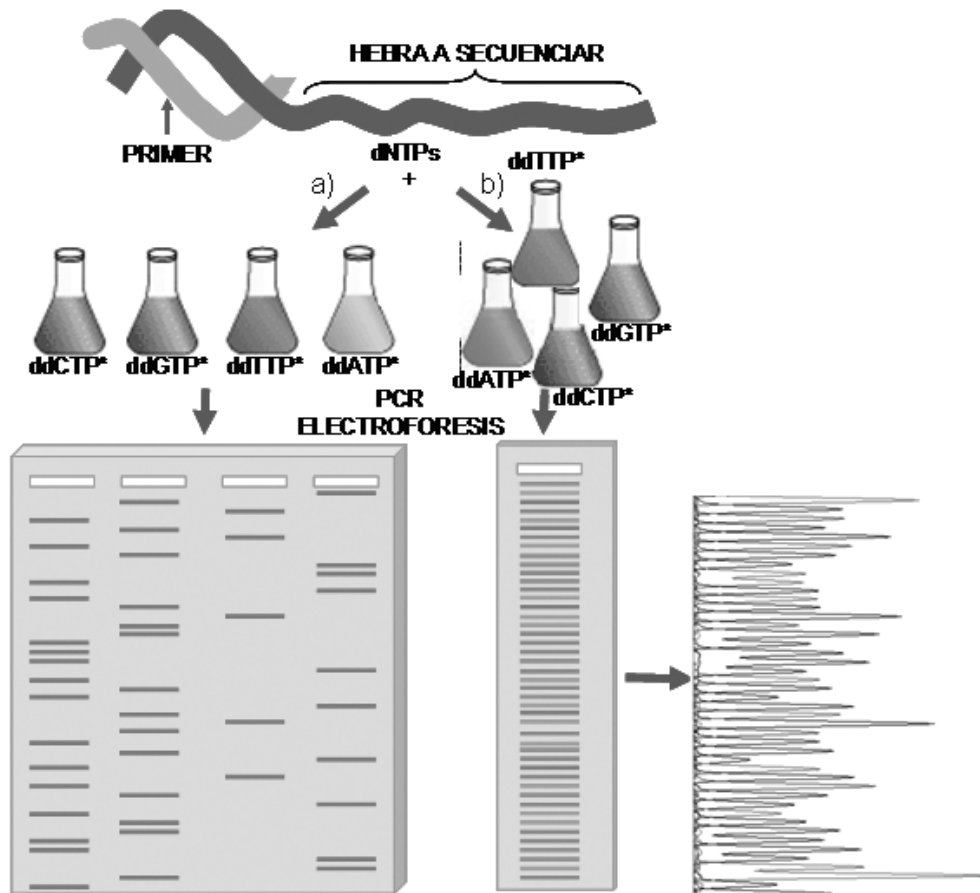 HEBRA A SECUENCIAR
PRIMER
dNTPs
+
a)
b)
ddTTP*
ddCTP*
ddGTP*
ddTTP*
ddATP*
ddATP*
ddCTP*
ddGTP*
PCR
ELECTROFORESIS